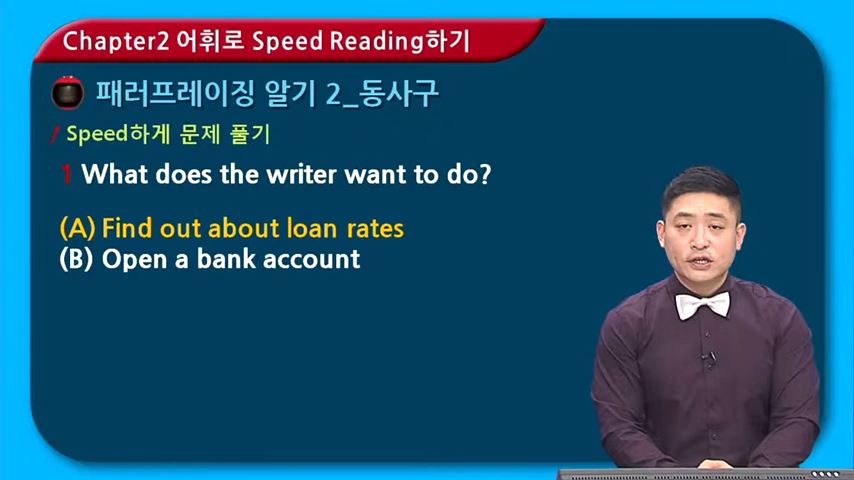 Chapter2 어휘로 Speed Reading하기
패러프레이징 알기 2_동사구
/ Speed하게 문제 풀기
1 What does the writer want to do?
(A) Find out about loan rates
(B) Open a bank account